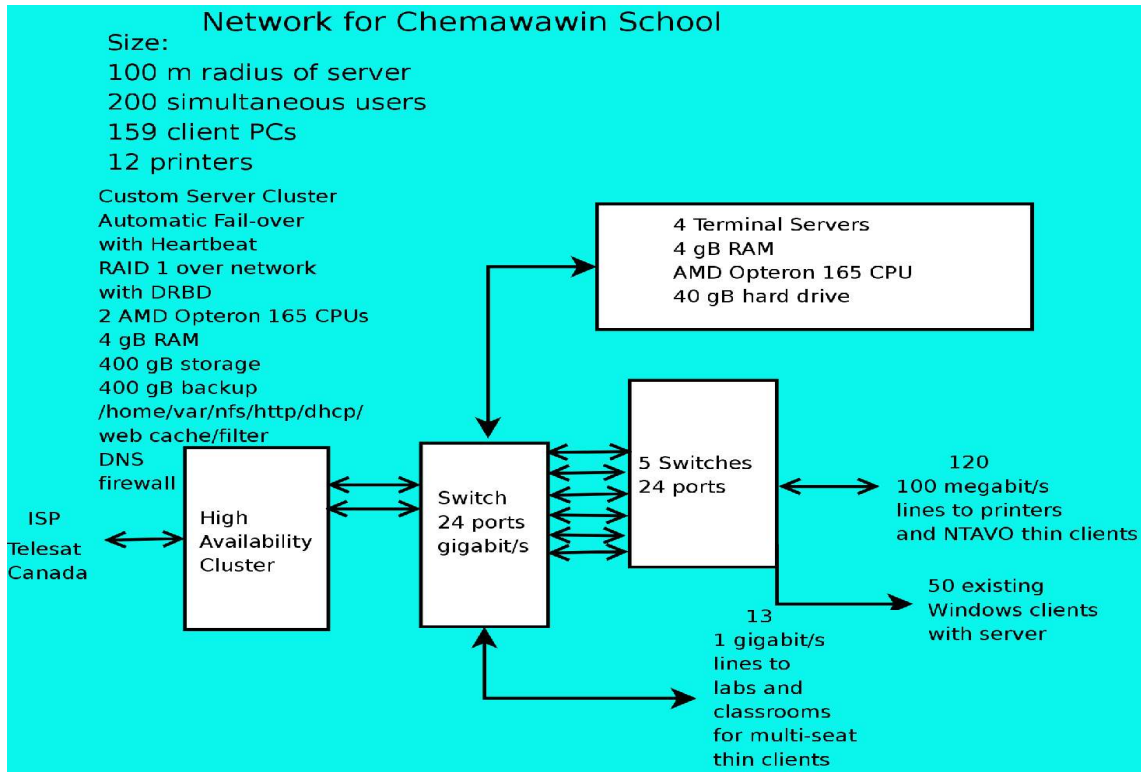 Network for Chemawawin School
Size:
100 m radius of server
200 simultaneous users
159 client PCs
12 printers
Custom Server Cluster
Automatic Fail-over
with Heartbeat
RAID 1 over network
with DRBD
2 AMD Opteron 165 CPUs
4 gB RAM
400 gB storage
400 gB backup
/home/var/nfs/http/dhcp/
web cache/filter
DNS
firewall
4 Terminal Servers
4 gB RAM
AMD Opteron 165 CPU
40 gB hard drive
ISP
Telesat
Canada
High
Availability
Cluster
Switch
24 ports
gigabit/s
5 Switches
24 ports
120
100 megabit/s
lines to printers
and NTAVO thin clients
50 existing
Windows clients
with server
13
1 gigabit/s
lines to
labs and
classrooms
for multi-seat
thin clients